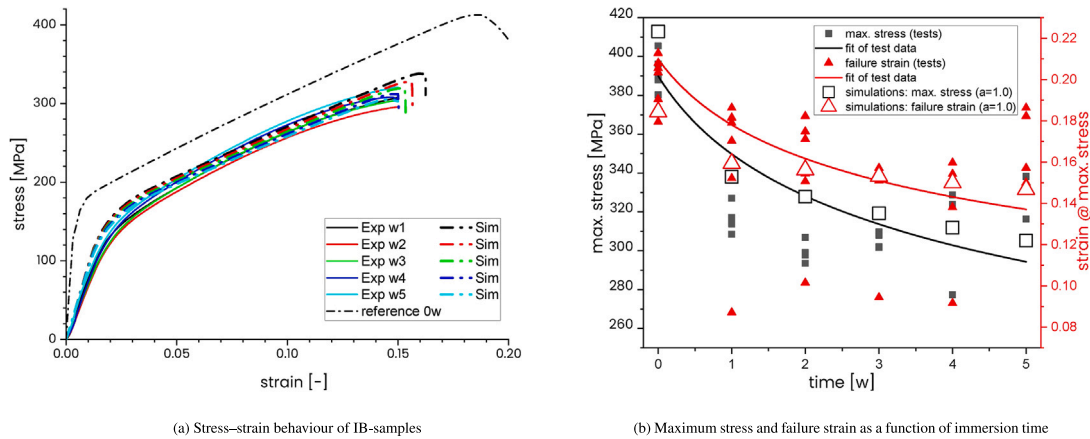 400
300
200
100
0
stress [MPa]
0.00
0.05
0.10
0.15
0.20
strain [-]
Exp w1
Sim
Exp w2
Sim
Exp w3
Sim
Exp w4
Sim
Exp w5
Sim
reference 0w
(a) Stress–strain behaviour of IB-samples
420
400
380
360
340
320
300
280
260
max. stress [MPa]
0
1
2
3
4
5
time [w]
0.22
0.20
0.18
0.16
0.14
0.12
0.10
0.08
strain @ max. stress
max. stress (tests)
fit of test data
failure strain (tests)
fit of test data
simulations: max. stress (a=1.0)
simulations: failure strain (a=1.0)
(b) Maximum stress and failure strain as a function of immersion time